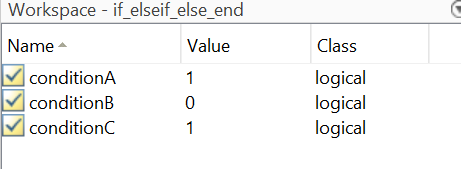 Workspace - if_elseif_else_end
Name Value Class
conditionA 1 logical
conditionB 0 logical
conditionC 1 logical